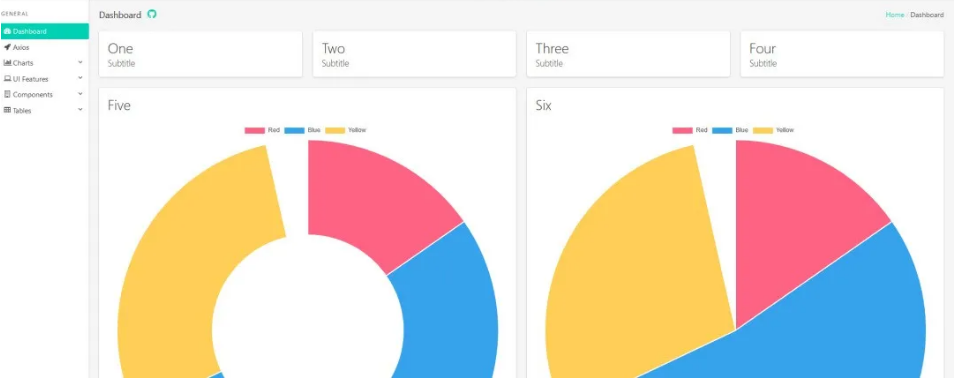 GENERAL
Dashboard
Axios
Charts
UI Features
Components
Tables
Dashboard
Home / Dashboard
One
Subtitle
Two
Subtitle
Three
Subtitle
Four
Subtitle
Five
Red Blue Yellow
Six
Red Blue Yellow